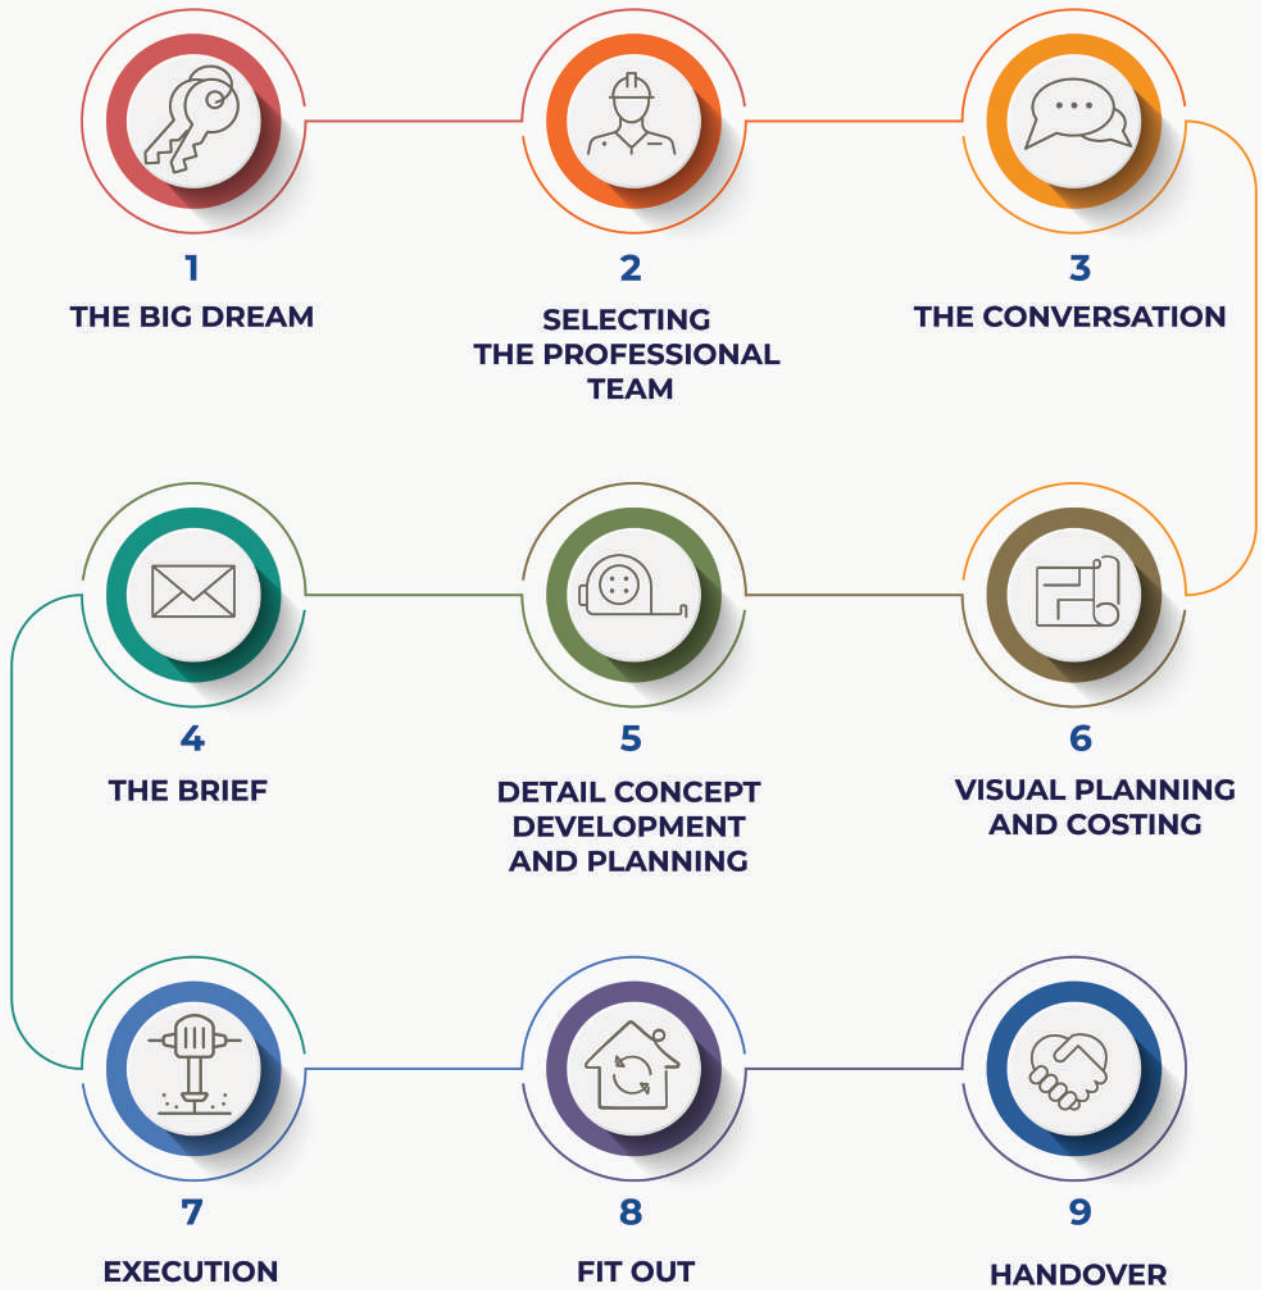 1
THE BIG DREAM
2
SELECTING
THE PROFESSIONAL
TEAM
3
THE CONVERSATION
4
THE BRIEF
5
DETAIL CONCEPT
DEVELOPMENT
AND PLANNING
6
VISUAL PLANNING
AND COSTING
7
EXECUTION
8
FIT OUT
9
HANDOVER